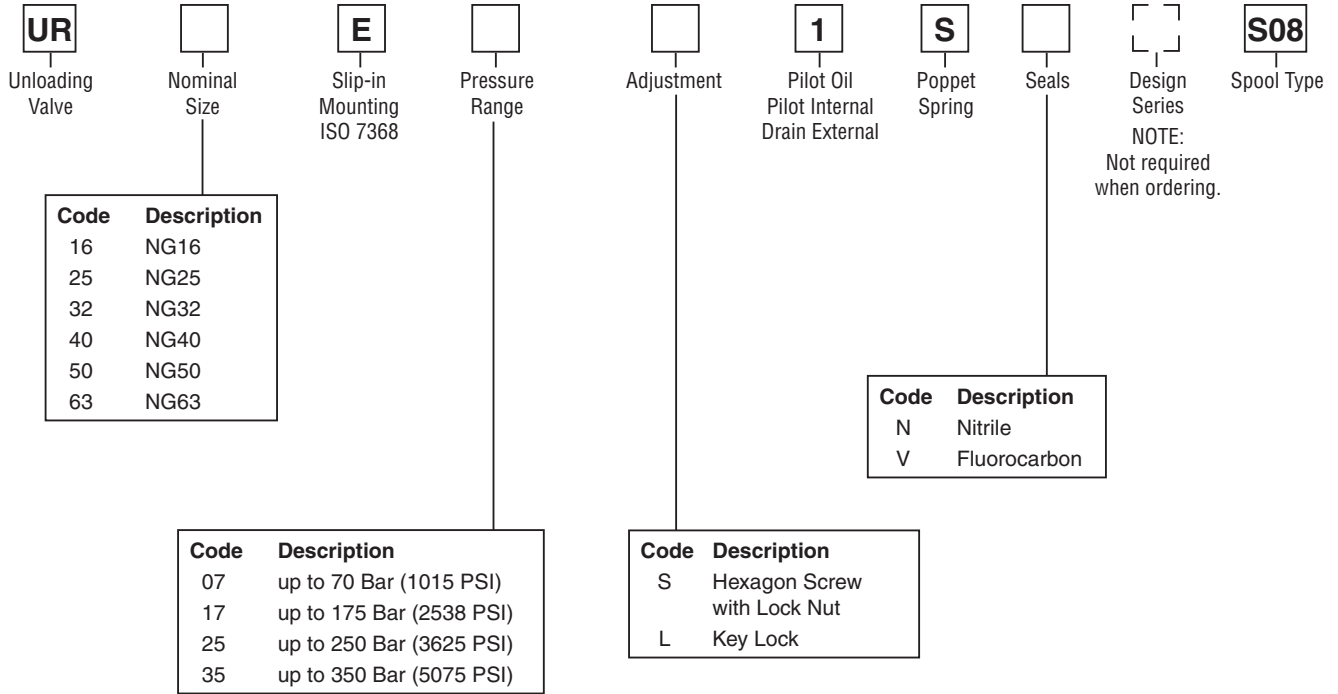 UR E 1 S S08
Unloading Valve
Nominal Size
Slip-in Mounting ISO 7368
Pressure Range
Adjustment
Pilot Oil Pilot Internal Drain External
Poppet Spring
Seals
Design Series
NOTE: Not required when ordering.
Spool Type
Code Description
16 NG16
25 NG25
32 NG32
40 NG40
50 NG50
63 NG63
Code Description
N Nitrile
V Fluorocarbon
Code Description
07 up to 70 Bar (1015 PSI)
17 up to 175 Bar (2538 PSI)
25 up to 250 Bar (3625 PSI)
35 up to 350 Bar (5075 PSI)
Code Description
S Hexagon Screw
with Lock Nut
L Key Lock